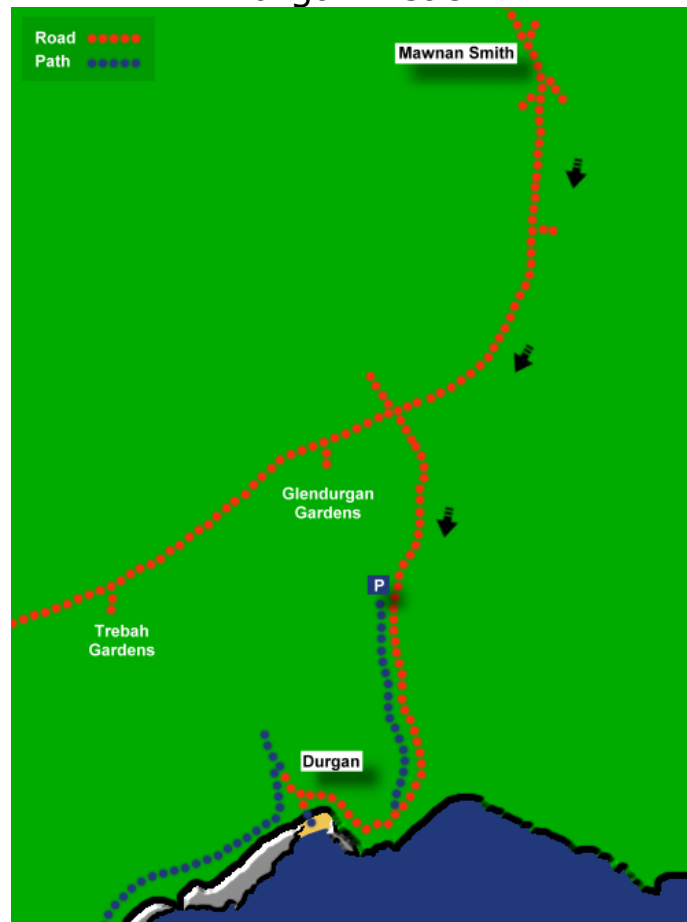 Road
Path
Mawnan Smith
Glendurgan
Gardens
P
Trebah
Gardens
Durgan